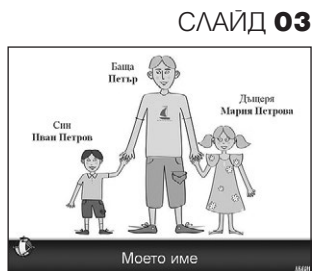 СЛАЙД 03
Баща
Петър
Син
Иван Петров
Дъщеря
Мария Петрова
Моето име